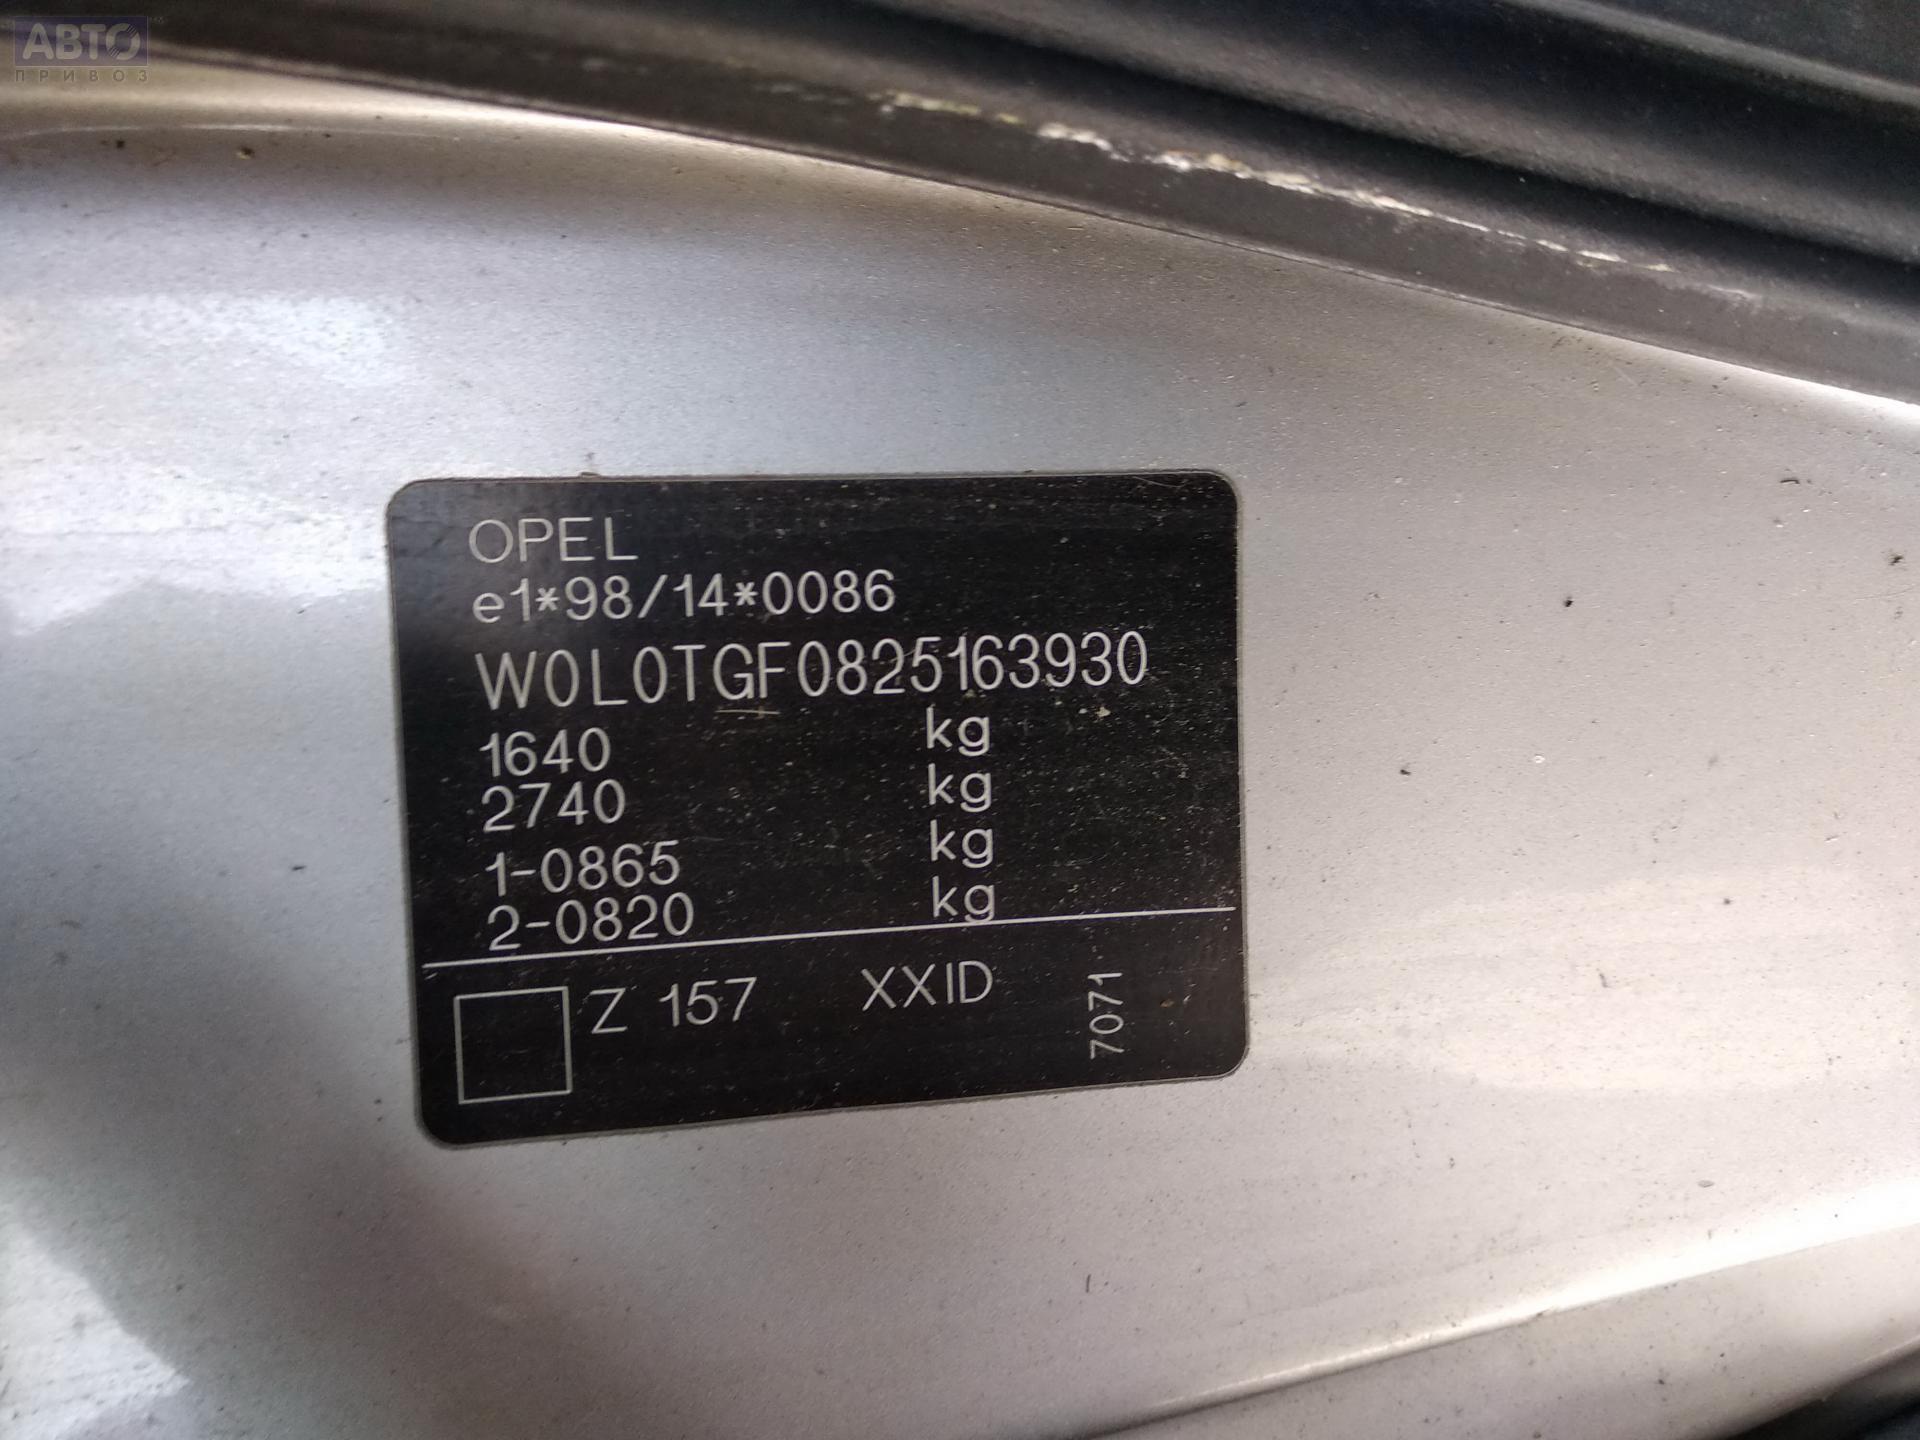 АВТО
ПРИВОЗ
OPEL
e1*98/14*0086
W0L0TGF0825163930
1640 kg
2740 kg
1-0865 kg
2-0820 kg
Z 157 XXID
7071